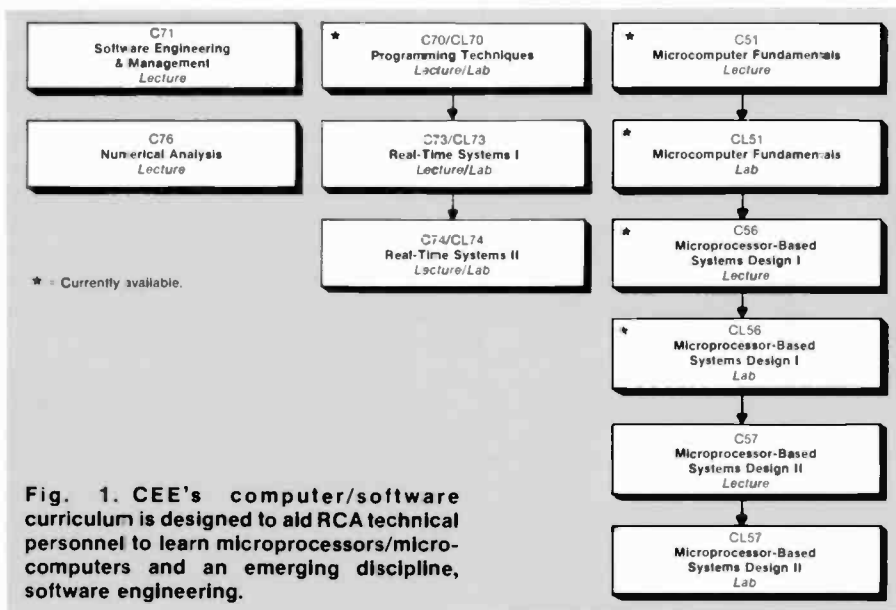 C71
Software Engineering
& Management
Lecture
C76
Numerical Analysis
Lecture
★ = Currently available.
★ C70/CL70
Programming Techniques
Lecture/Lab
C73/CL73
Real-Time Systems I
Lecture/Lab
C74/CL74
Real-Time Systems II
Lecture/Lab
★ C51
Microcomputer Fundamentals
Lecture
★ CL51
Microcomputer Fundamentals
Lab
★ C56
Microprocessor-Based
Systems Design I
Lecture
★ CL56
Microprocessor-Based
Systems Design I
Lab
C57
Microprocessor-Based
Systems Design II
Lecture
CL57
Microprocessor-Based
Systems Design II
Lab
Fig. 1. CEE's computer/software
curriculum is designed to aid RCA technical
personnel to learn microprocessors/micro-
computers and an emerging discipline,
software engineering.